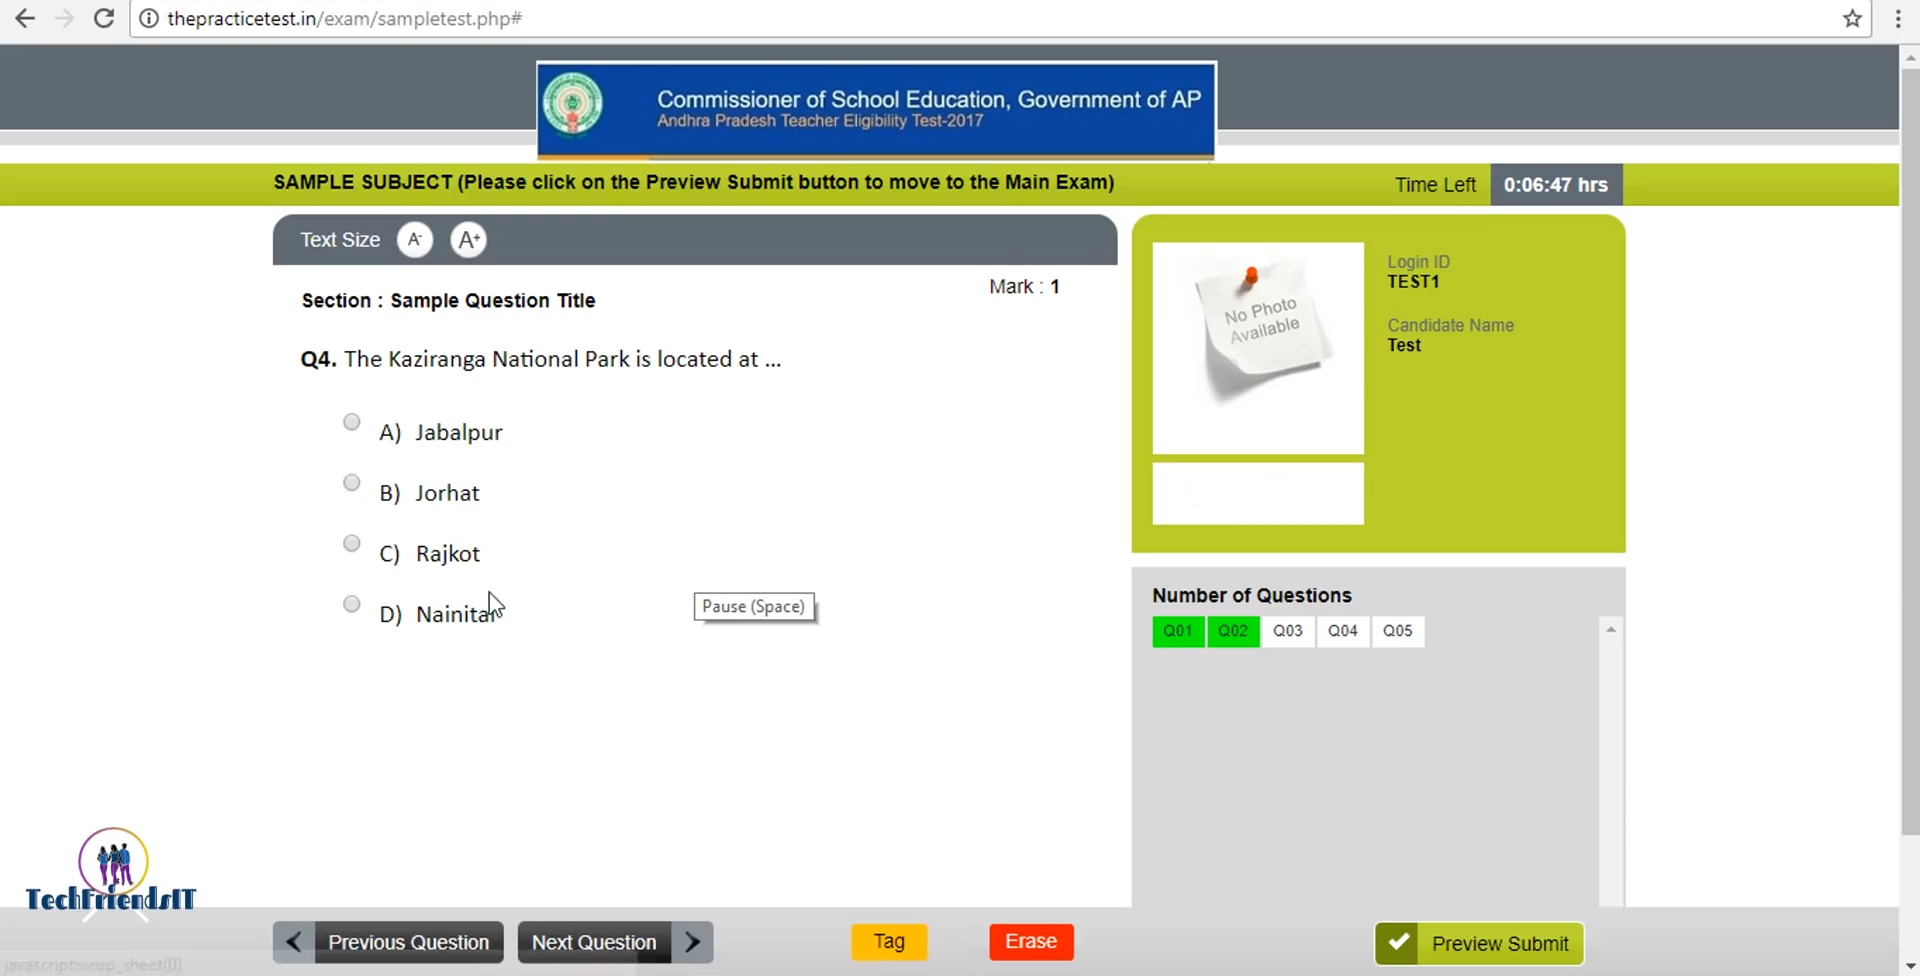 thepracticetest.in/exam/sampletest.php#
Commissioner of School Education, Government of AP
Andhra Pradesh Teacher Eligibility Test-2017
SAMPLE SUBJECT (Please click on the Preview Submit button to move to the Main Exam)
Time Left 0:06:47 hrs
Text Size A- A+
Mark : 1
Section : Sample Question Title
Q4. The Kaziranga National Park is located at ...
A) Jabalpur
B) Jorhat
C) Rajkot
D) Nainital
Pause (Space)
No Photo
Available
Login ID
TEST1
Candidate Name
Test
Number of Questions
Q01 Q02 Q03 Q04 Q05
TechFriendsIT
Previous Question
Next Question
Tag
Erase
Preview Submit
javascript:swap_sheet(0)